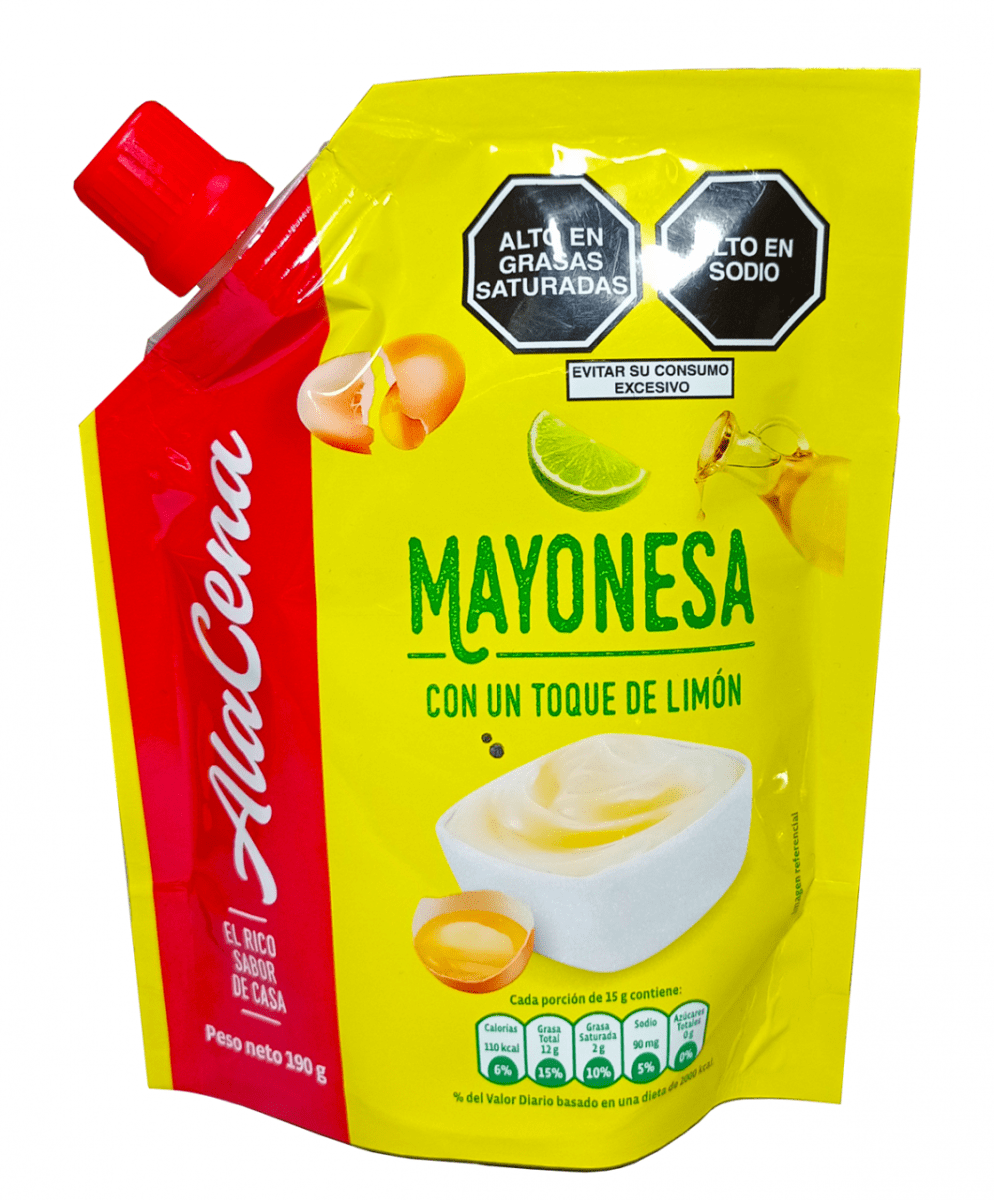 ALTO EN
GRASAS
SATURADAS
ALTO EN
SODIO
EVITAR SU CONSUMO
EXCESIVO
MAYONESA
CON UN TOQUE DE LIMÓN
AlaCena
EL RICO
SABOR
DE CASA
Peso neto 190 g
Imagen referencial
Cada porción de 15 g contiene:
Calorías
110 kcal
6%
Grasa
Total
12 g
15%
Grasa
Saturada
2 g
10%
Sodio
90 mg
5%
Azúcares
Totales
0 g
0%
% del Valor Diario basado en una dieta de 2000 kcal.